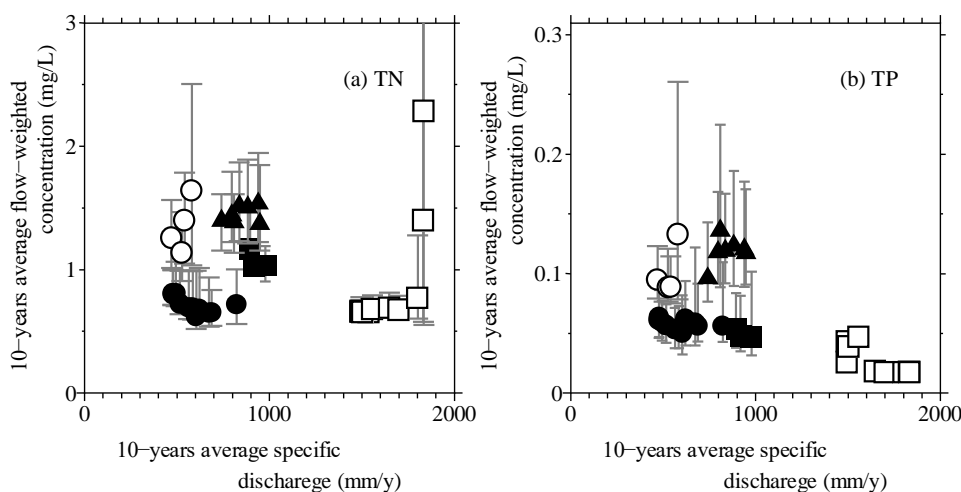 3
2
1
0
0
1000
2000
(a) TN
10−years average flow−weighted
concentration (mg/L)
10−years average specific
discharege (mm/y)
0.3
0.2
0.1
0
0
1000
2000
(b) TP
10−years average flow−weighted
concentration (mg/L)
10−years average specific
discharege (mm/y)